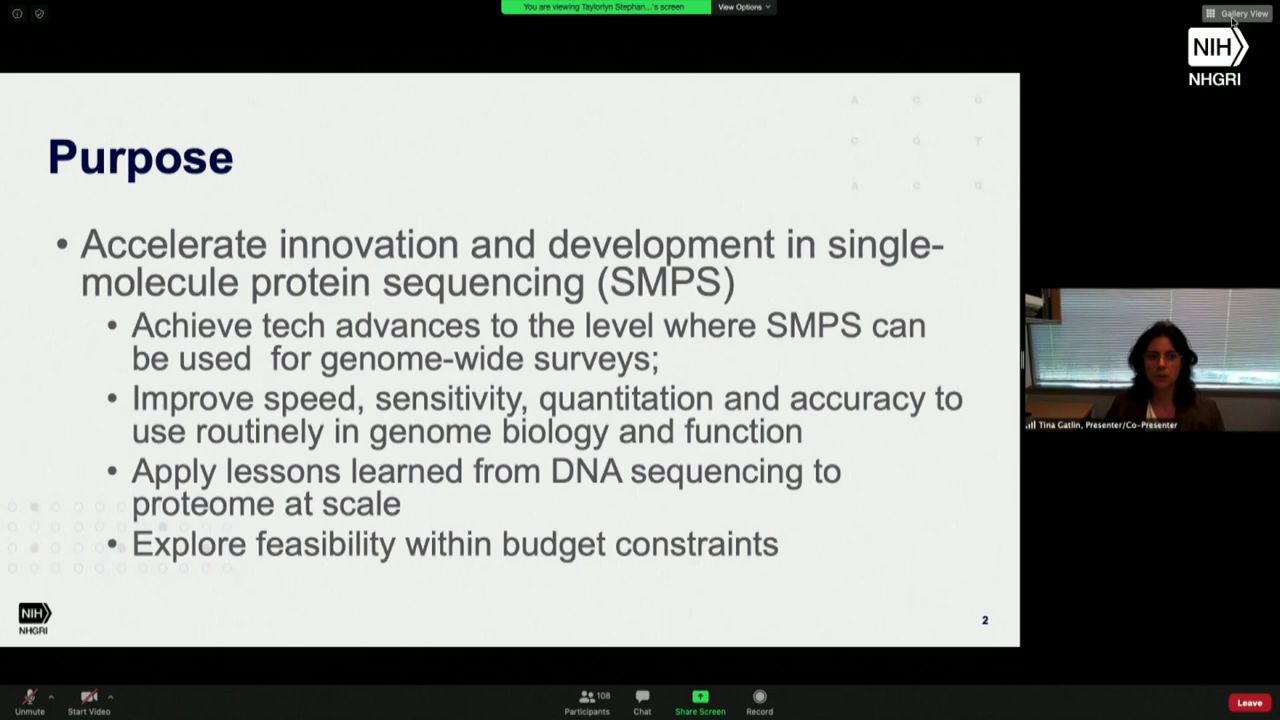 You are viewing Taylorlyn Stephan...'s screen
View Options
Gallery View
NIH
NHGRI
A C G
C G T
A C G
Purpose
• Accelerate innovation and development in single-
molecule protein sequencing (SMPS)
• Achieve tech advances to the level where SMPS can
be used for genome-wide surveys;
• Improve speed, sensitivity, quantitation and accuracy to
use routinely in genome biology and function
• Apply lessons learned from DNA sequencing to
proteome at scale
• Explore feasibility within budget constraints
Tina Gatlin, Presenter/Co-Presenter
NIH
NHGRI
2
Unmute
Start Video
108
Participants
Chat
Share Screen
Record
Leave